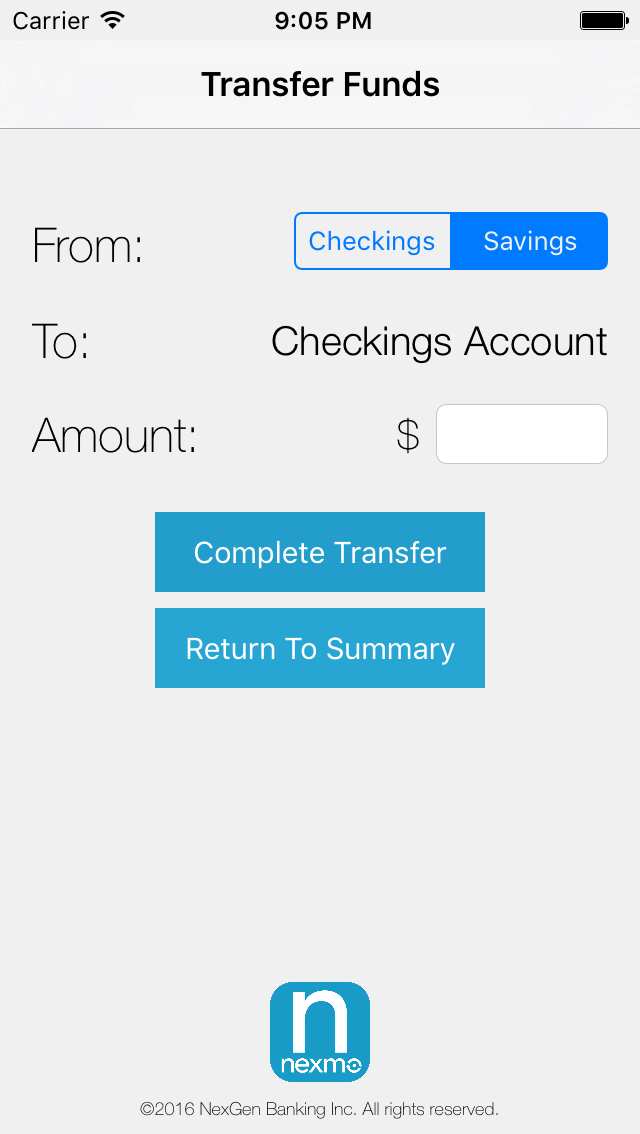 Carrier 9:05 PM
Transfer Funds
From: Checkings Savings
To: Checkings Account
Amount: $
Complete Transfer
Return To Summary
n
nexmo
©2016 NexGen Banking Inc. All rights reserved.